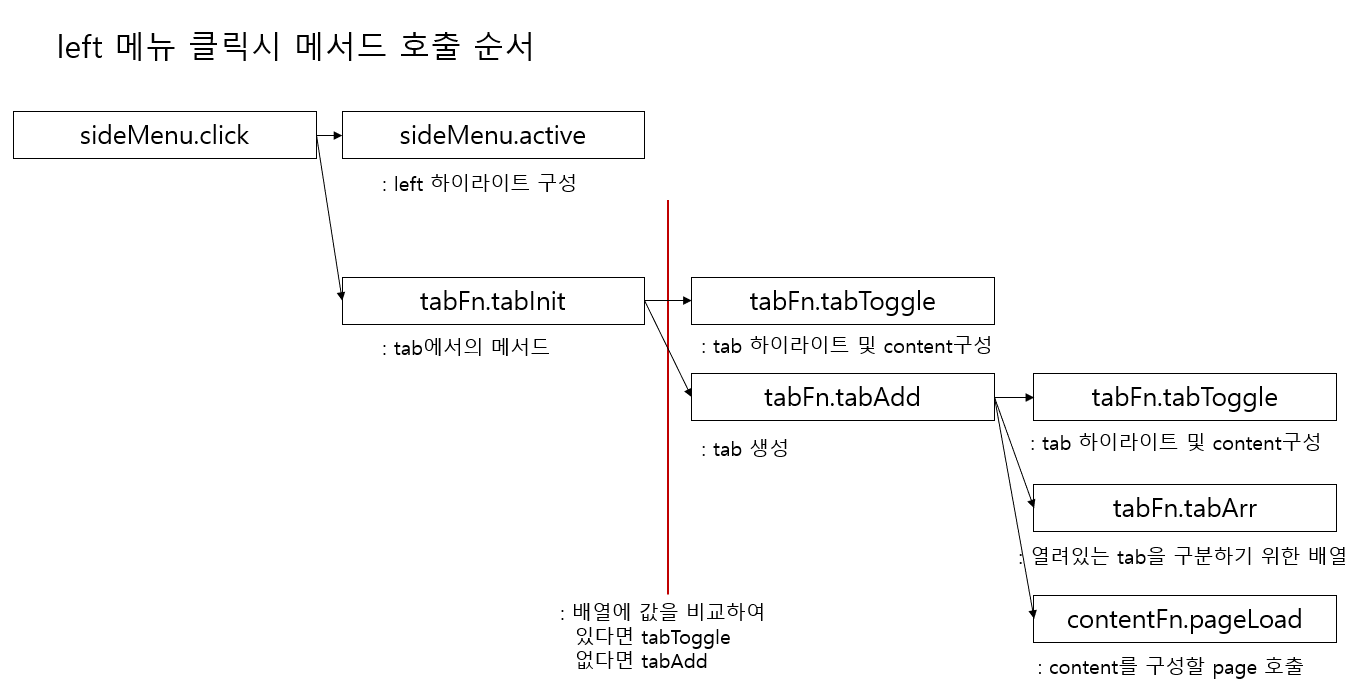 left 메뉴 클릭시 메서드 호출 순서
sideMenu.click
sideMenu.active
: left 하이라이트 구성
tabFn.tabInit
: tab에서의 메서드
tabFn.tabToggle
: tab 하이라이트 및 content구성
tabFn.tabAdd
: tab 생성
tabFn.tabToggle
: tab 하이라이트 및 content구성
tabFn.tabArr
: 열려있는 tab을 구분하기 위한 배열
contentFn.pageLoad
: content를 구성할 page 호출
: 배열에 값을 비교하여
있다면 tabToggle
없다면 tabAdd